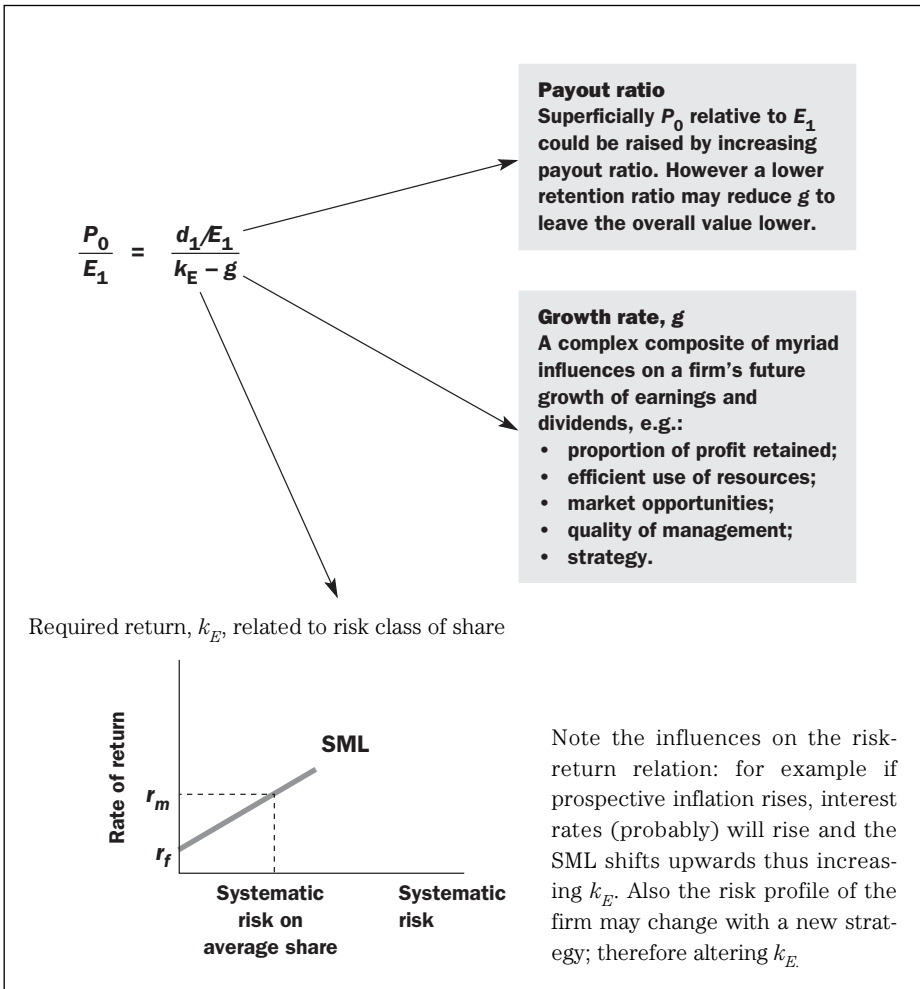 Payout ratio
Superficially P0 relative to E1
could be raised by increasing
payout ratio. However a lower
retention ratio may reduce g to
leave the overall value lower.
P0 / E1 = d1/E1 / kE – g
Growth rate, g
A complex composite of myriad
influences on a firm's future
growth of earnings and
dividends, e.g.:
• proportion of profit retained;
• efficient use of resources;
• market opportunities;
• quality of management;
• strategy.
Required return, kE, related to risk class of share
Rate of return
SML
rm
rf
Systematic
risk on
average share
Systematic
risk
Note the influences on the risk-
return relation: for example if
prospective inflation rises, interest
rates (probably) will rise and the
SML shifts upwards thus increas-
ing kE. Also the risk profile of the
firm may change with a new strat-
egy; therefore altering kE.